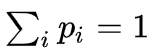 ∑ᵢ pᵢ = 1